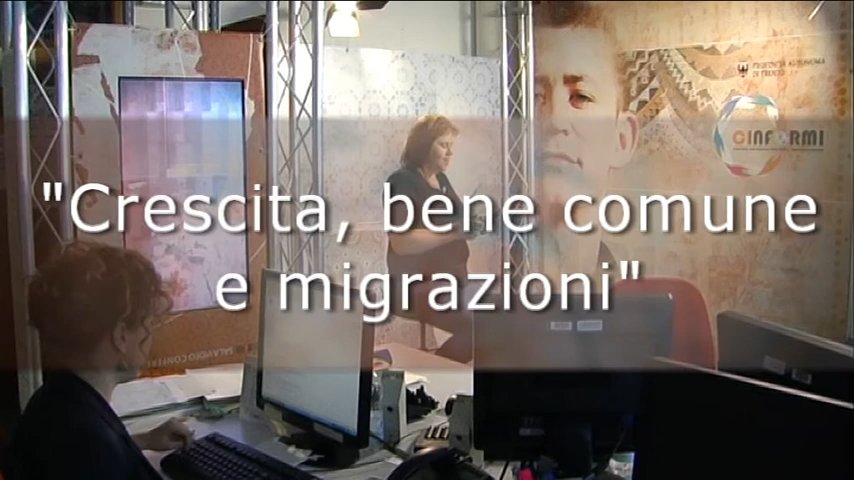 PROVINCIA AUTONOMA
DI TRENTO
CINFORMI
"Crescita, bene comune
e migrazioni"